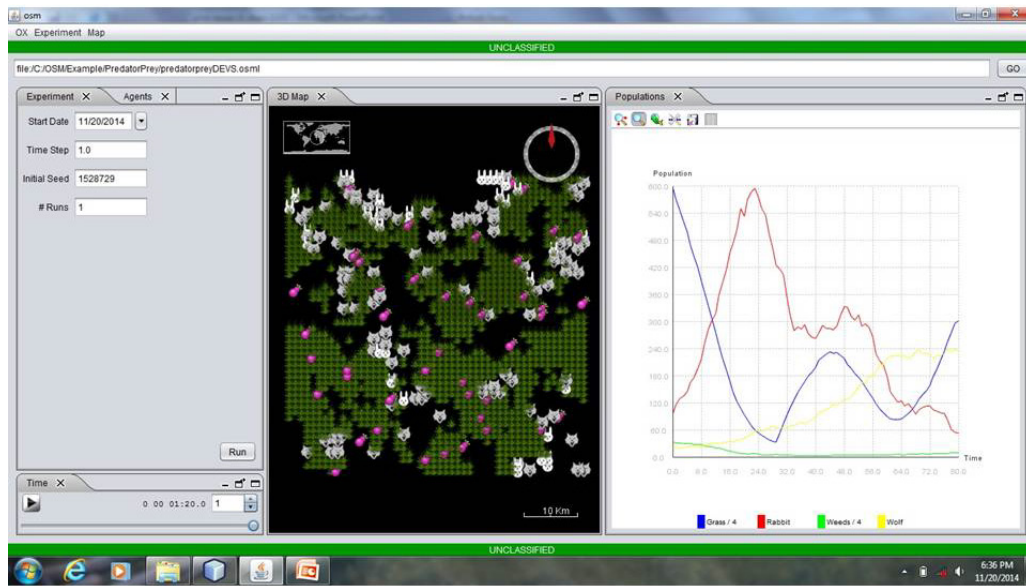 osm
OX Experiment Map
UNCLASSIFIED
file:/C:/OSM/Example/PredatorPrey/predatorpreyDEVS.osml
GO
Experiment
Agents
Start Date 11/20/2014
Time Step 1.0
Initial Seed 1528729
# Runs 1
Run
Time
0 00 01:20.0 1
3D Map
10 Km
Populations
Population
600.0
540.0
480.0
420.0
360.0
300.0
240.0
180.0
120.0
60.0
0.0
0.0 8.0 16.0 24.0 32.0 40.0 48.0 56.0 64.0 72.0 80.0
Time
Grass / 4 Rabbit Weeds / 4 Wolf
UNCLASSIFIED
6:36 PM
11/20/2014